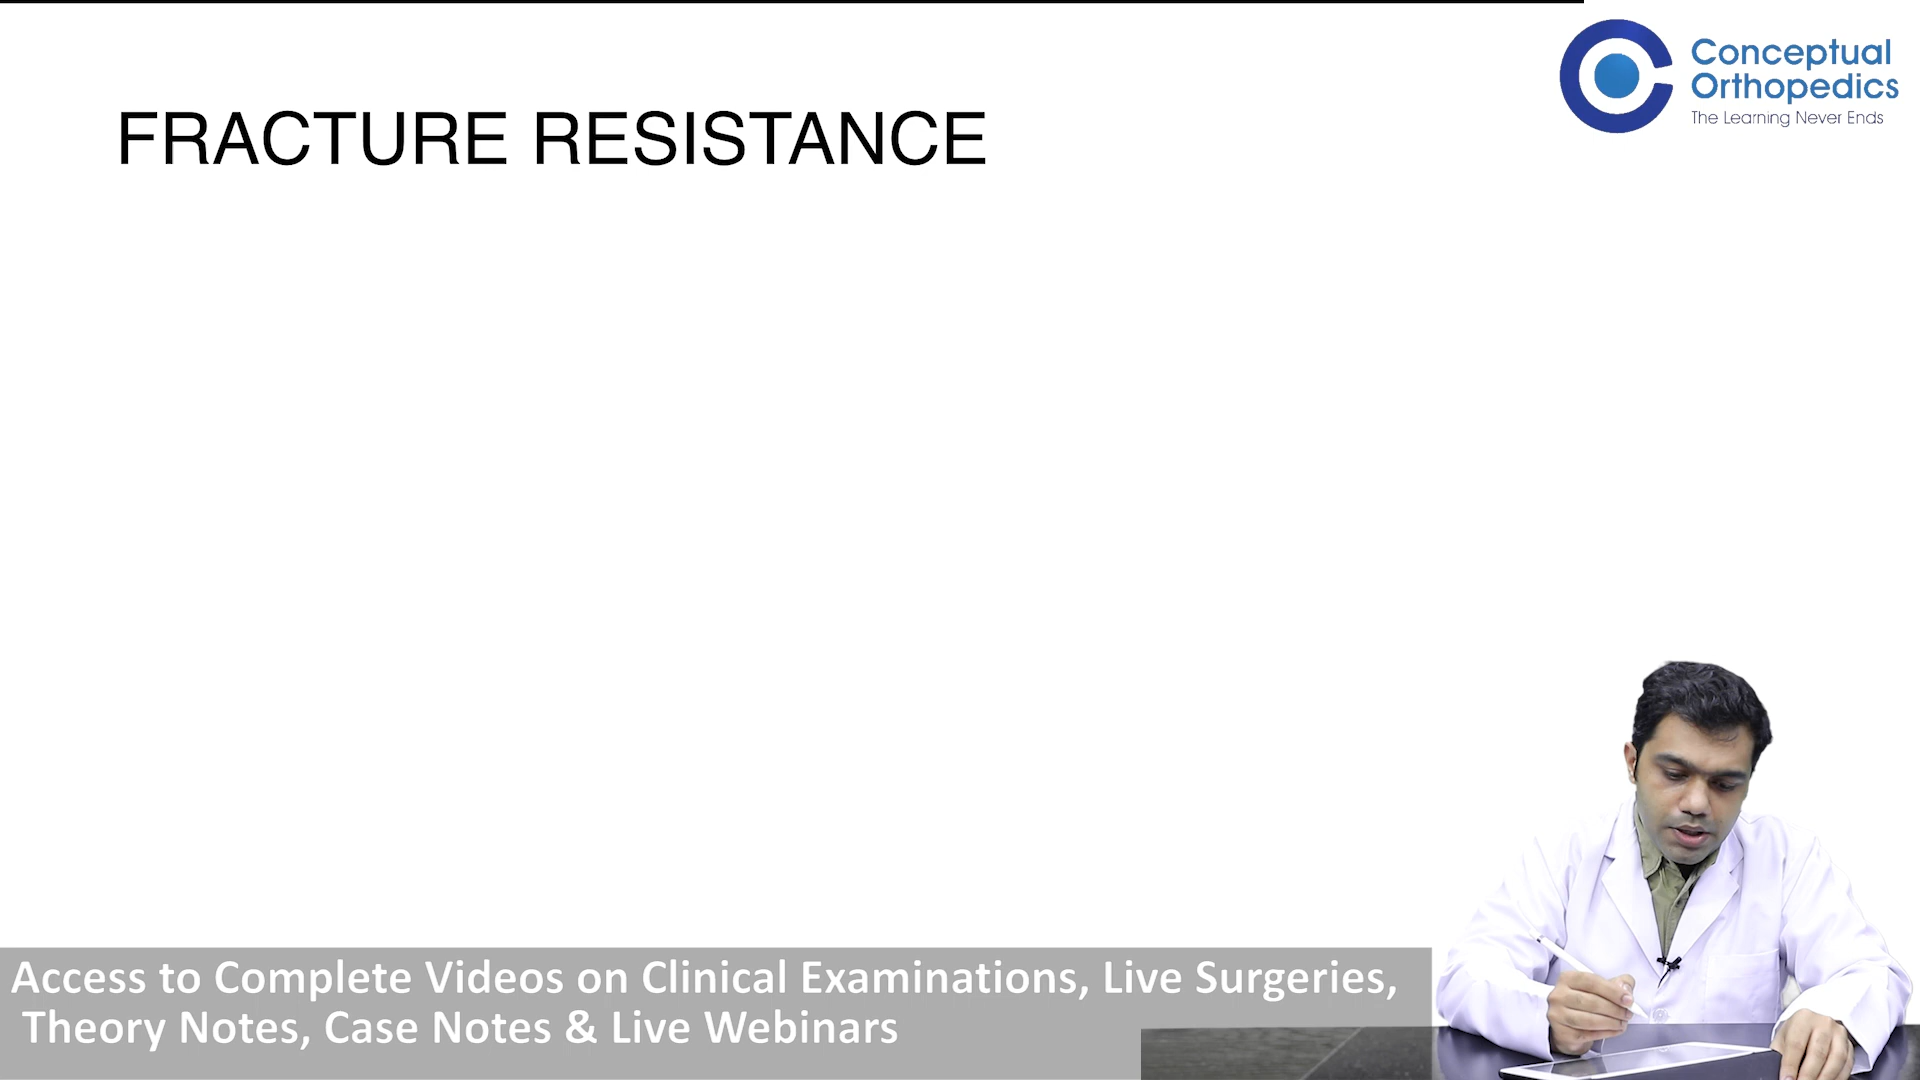 Conceptual
Orthopedics
The Learning Never Ends
FRACTURE RESISTANCE
Access to Complete Videos on Clinical Examinations, Live Surgeries,
Theory Notes, Case Notes & Live Webinars